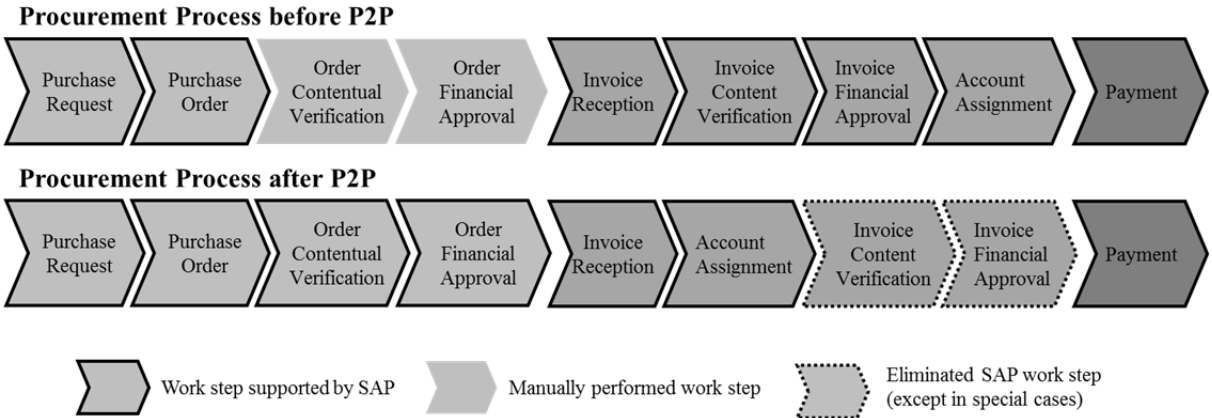 Procurement Process before P2P
Purchase
Request
Purchase
Order
Order
Contentual
Verification
Order
Financial
Approval
Invoice
Reception
Invoice
Content
Verification
Invoice
Financial
Approval
Account
Assignment
Payment
Procurement Process after P2P
Purchase
Request
Purchase
Order
Order
Contentual
Verification
Order
Financial
Approval
Invoice
Reception
Account
Assignment
Invoice
Content
Verification
Invoice
Financial
Approval
Payment
Work step supported by SAP
Manually performed work step
Eliminated SAP work step
(except in special cases)